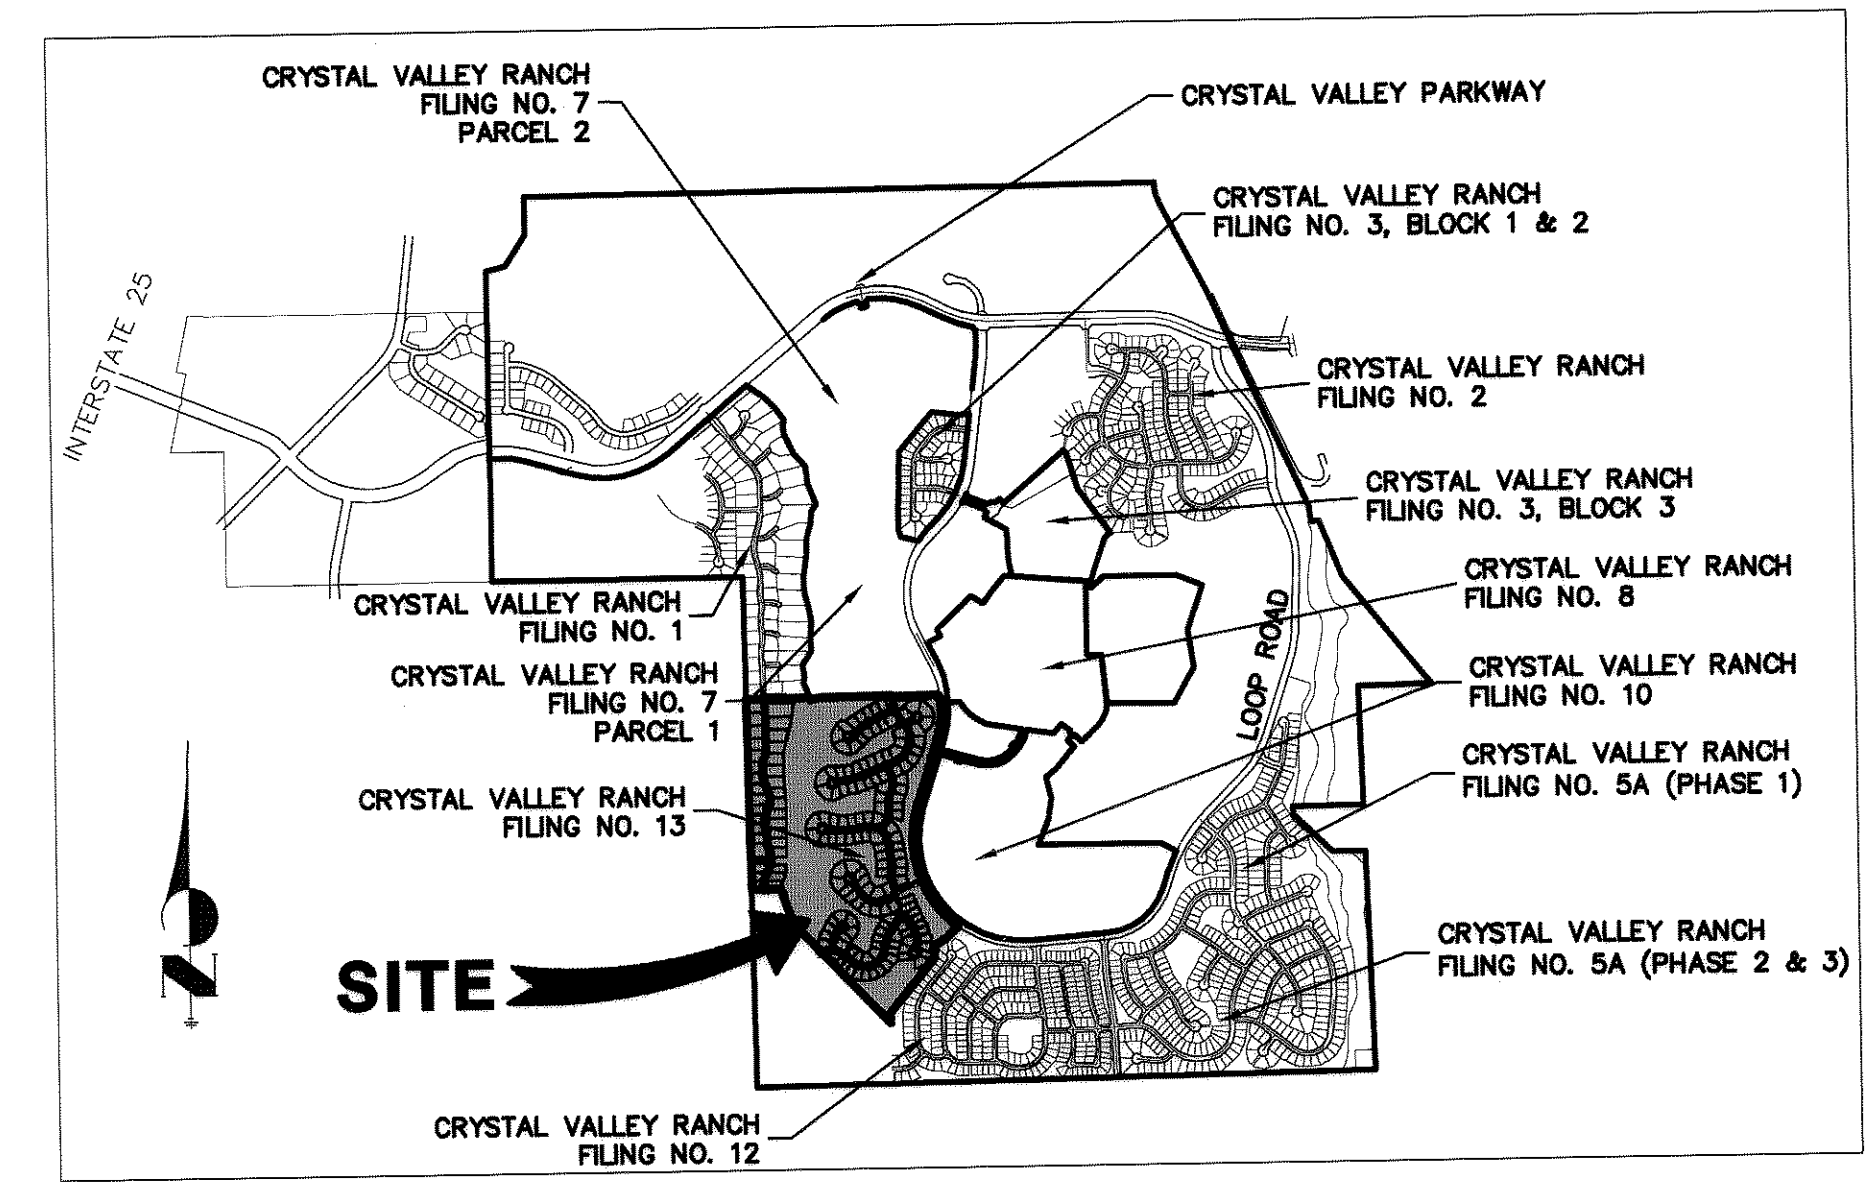 CRYSTAL VALLEY RANCH
FILING NO. 7
PARCEL 2
CRYSTAL VALLEY PARKWAY
CRYSTAL VALLEY RANCH
FILING NO. 3, BLOCK 1 & 2
INTERSTATE 25
CRYSTAL VALLEY RANCH
FILING NO. 2
CRYSTAL VALLEY RANCH
FILING NO. 3, BLOCK 3
CRYSTAL VALLEY RANCH
FILING NO. 8
CRYSTAL VALLEY RANCH
FILING NO. 1
LOOP ROAD
CRYSTAL VALLEY RANCH
FILING NO. 7
PARCEL 1
CRYSTAL VALLEY RANCH
FILING NO. 10
CRYSTAL VALLEY RANCH
FILING NO. 5A (PHASE 1)
CRYSTAL VALLEY RANCH
FILING NO. 13
CRYSTAL VALLEY RANCH
FILING NO. 5A (PHASE 2 & 3)
N
SITE
CRYSTAL VALLEY RANCH
FILING NO. 12